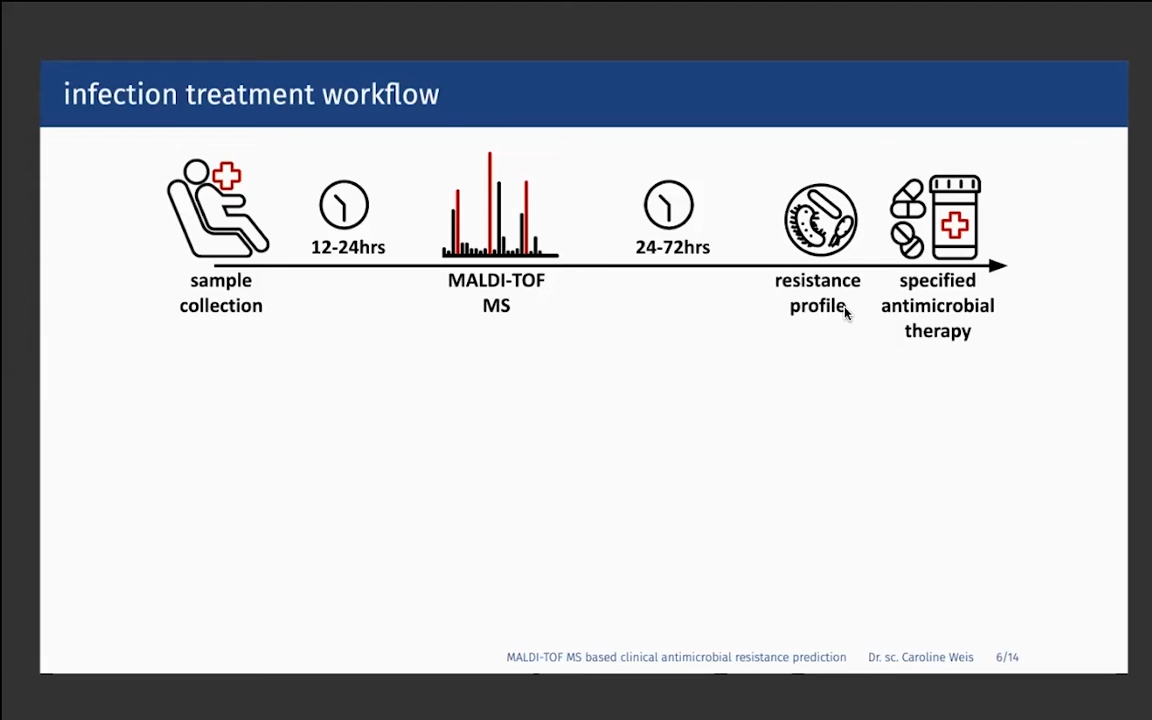 infection treatment workflow
12-24hrs
24-72hrs
sample
collection
MALDI-TOF
MS
resistance
profile
specified
antimicrobial
therapy
MALDI-TOF MS based clinical antimicrobial resistance prediction Dr. sc. Caroline Weis 6/14